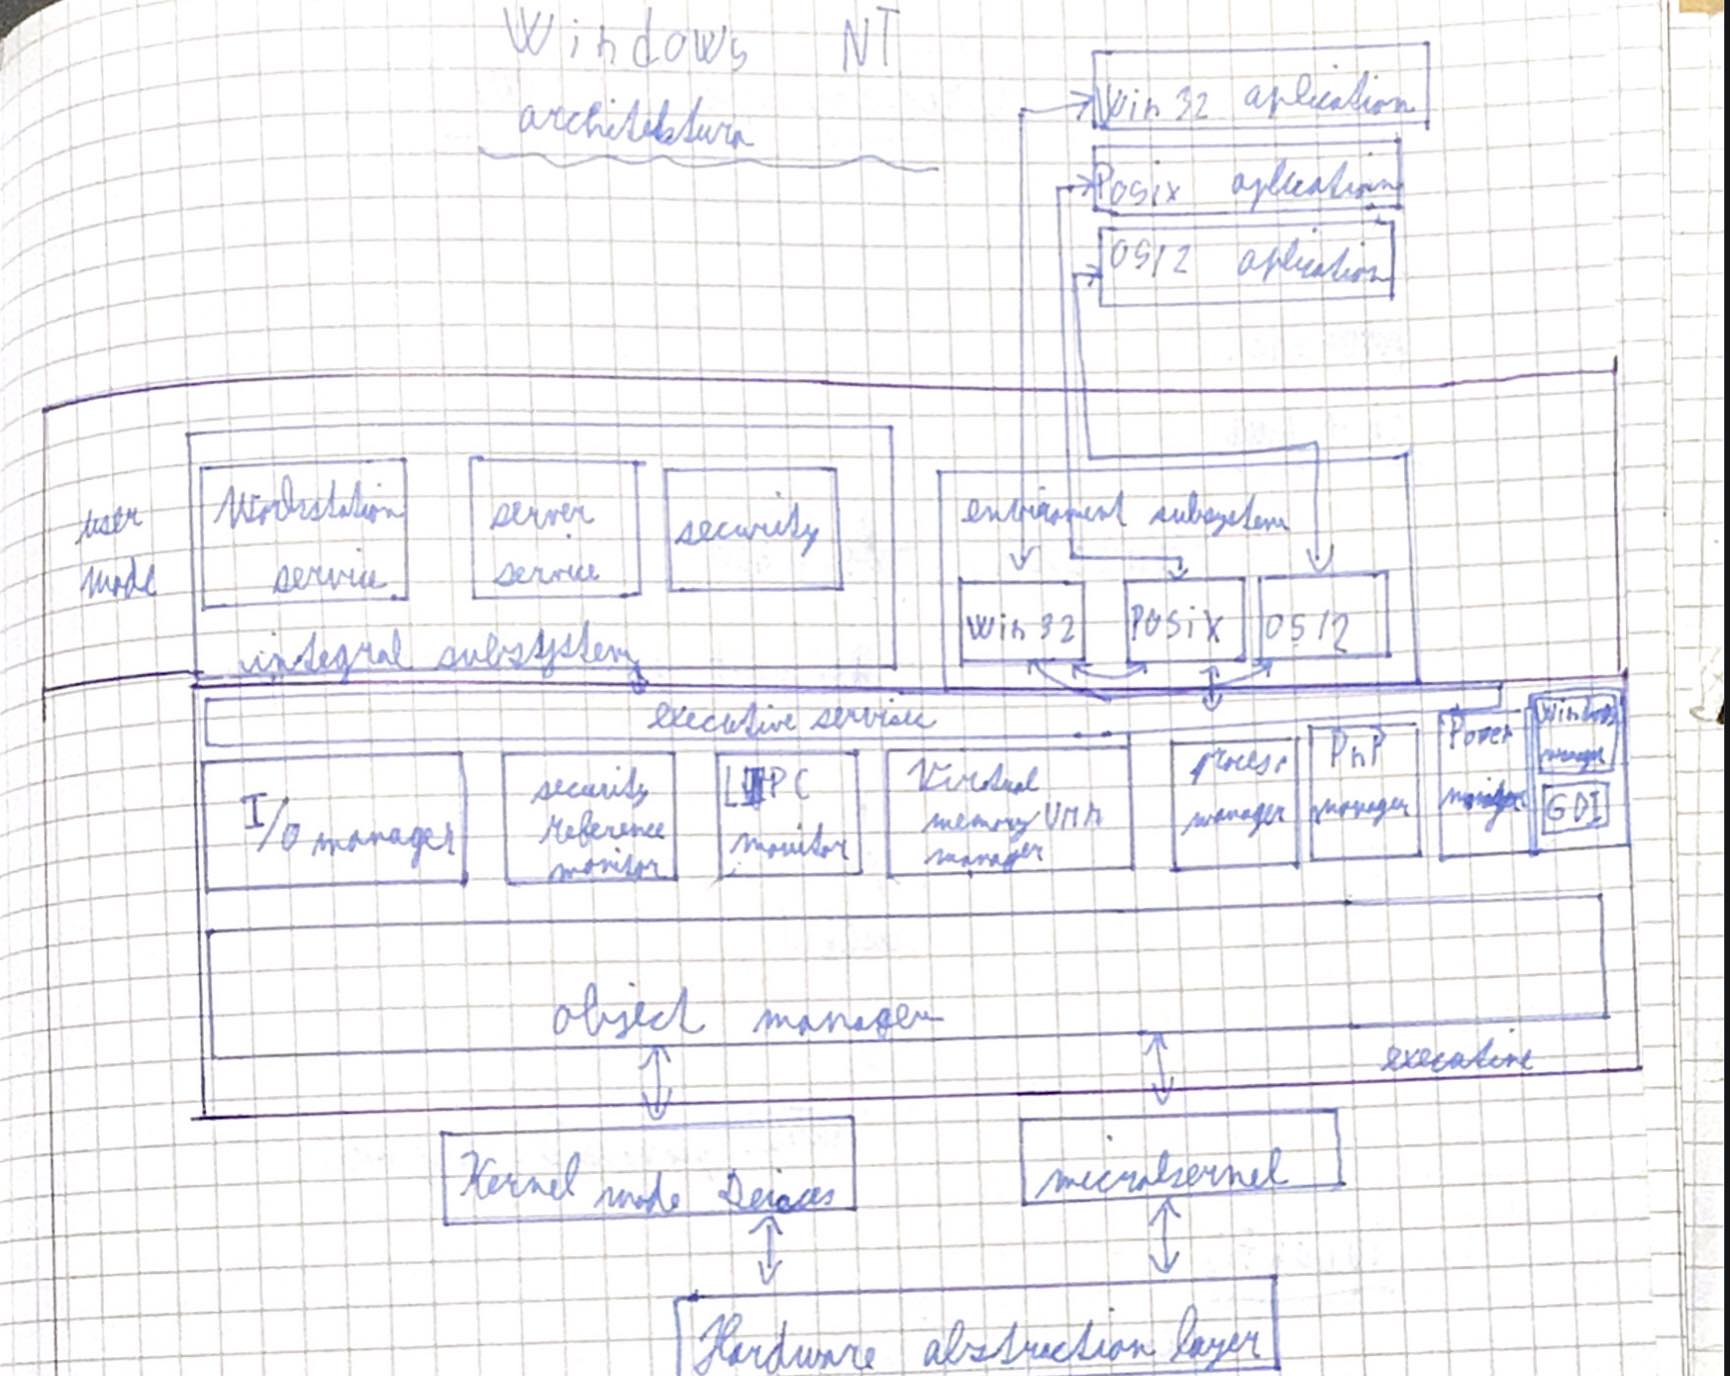 Windows NT
architektura
Win 32 aplication
Posix aplication
OS/2 aplication
user
mode
Workstation
service
server
service
security
integral subsystem
enviroment subsystem
Win 32
POSIX
OS/2
executive service
I/O manager
security
reference
monitor
LPC
monitor
Virtual
memory VMM
manager
process
manager
PnP
manager
Power
manager
Window
manager
GDI
object manager
executive
Kernel mode
microkernel
Hardware abstraction layer